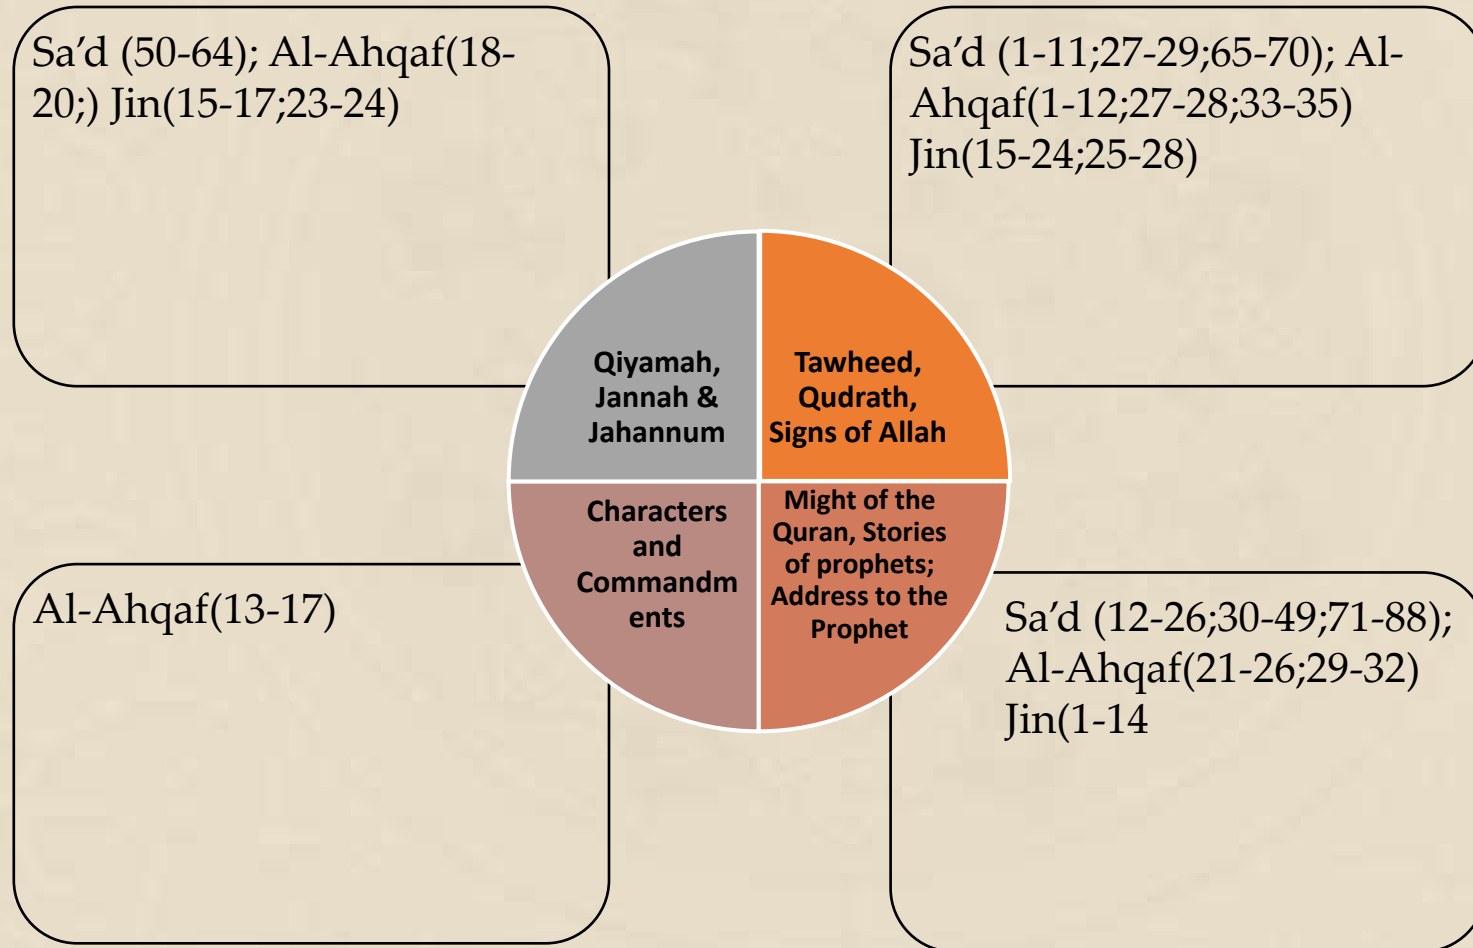 Sa’d (50-64); Al-Ahqaf(18-
20;) Jin(15-17;23-24)
Sa’d (1-11;27-29;65-70); Al-
Ahqaf(1-12;27-28;33-35)
Jin(15-24;25-28)
Qiyamah,
Jannah &
Jahannum
Tawheed,
Qudrath,
Signs of Allah
Characters
and
Commandm
ents
Might of the
Quran, Stories
of prophets;
Address to the
Prophet
Al-Ahqaf(13-17)
Sa’d (12-26;30-49;71-88);
Al-Ahqaf(21-26;29-32)
Jin(1-14